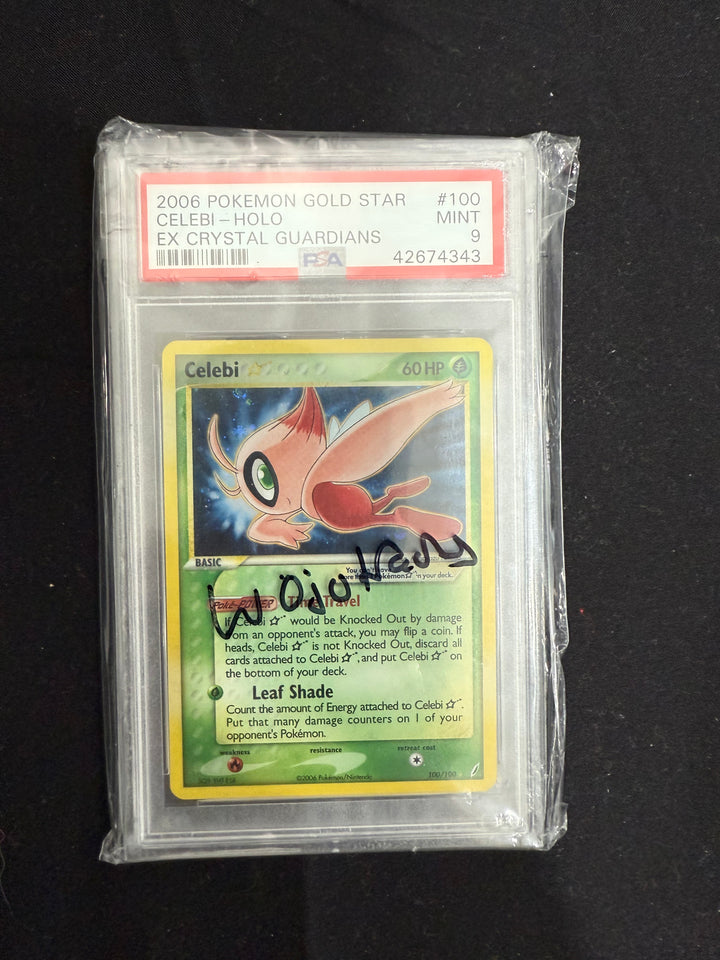 2006 POKEMON GOLD STAR #100
CELEBI - HOLO MINT
EX CRYSTAL GUARDIANS 9
PSA 42674343
Celebi 60 HP
BASIC
in your deck.
Poké-POWER Time Travel
If Celebi ☆ would be Knocked Out by damage
from an opponent's attack, you may flip a coin. If
heads, Celebi ☆ is not Knocked Out, discard all
cards attached to Celebi ☆, and put Celebi ☆ on
the bottom of your deck.
Leaf Shade
Count the amount of Energy attached to Celebi ☆.
Put that many damage counters on 1 of your
opponent's Pokémon.
weakness resistance retreat cost
©2006 Pokémon/Nintendo 100/100